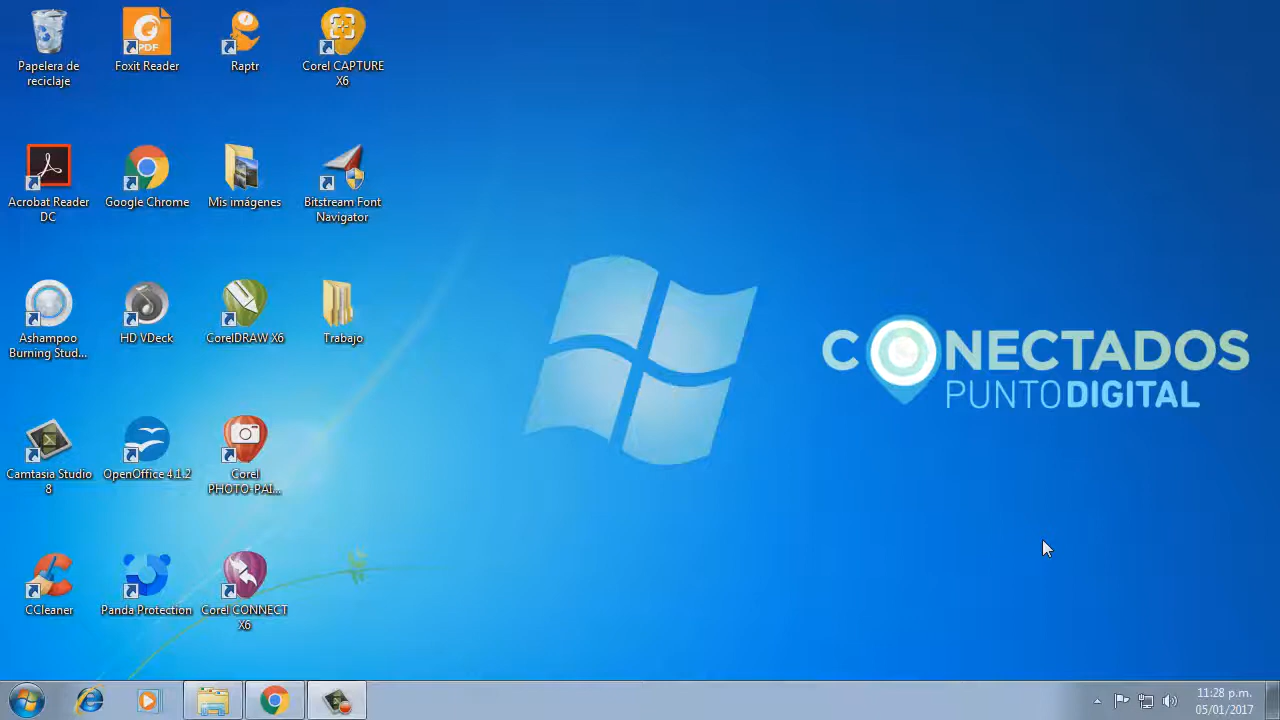 Papelera de
reciclaje
Foxit Reader
Raptr
Corel CAPTURE
X6
Acrobat Reader
DC
Google Chrome
Mis imágenes
Bitstream Font
Navigator
Ashampoo
Burning Stud...
HD VDeck
CorelDRAW X6
Trabajo
Camtasia Studio
8
OpenOffice 4.1.2
Corel
PHOTO-PAI...
CCleaner
Panda Protection
Corel CONNECT
X6
CONECTADOS
PUNTO DIGITAL
PDF
11:28 p.m.
05/01/2017